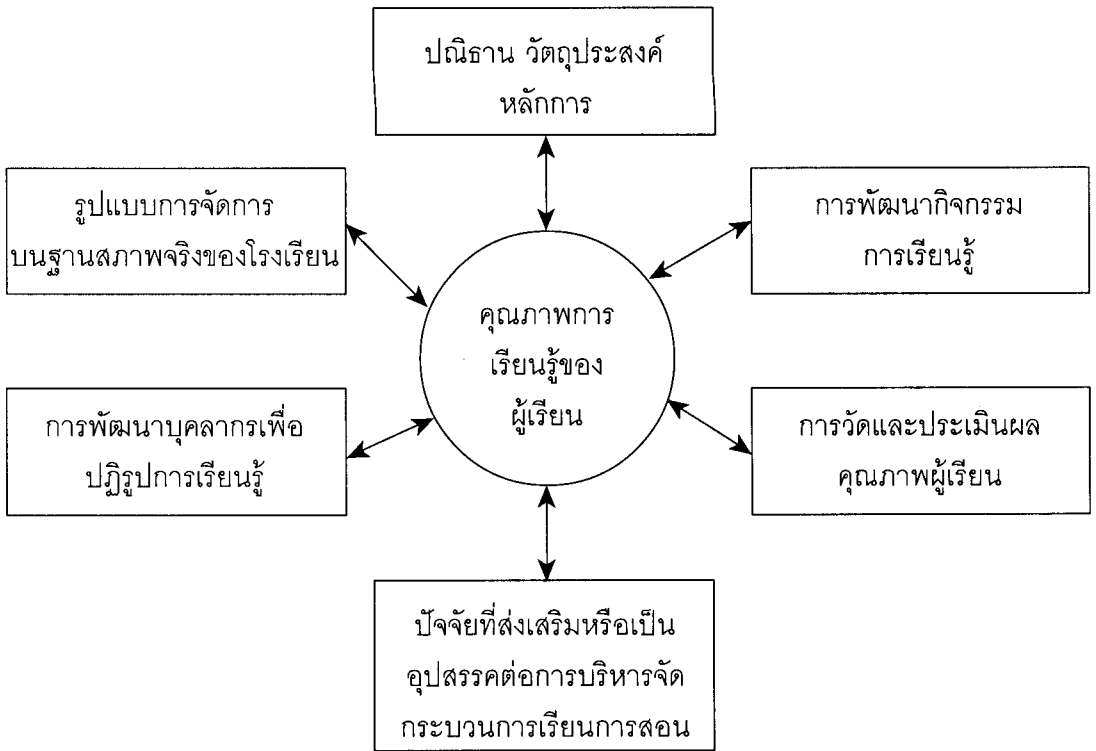 ปณิธาน วัตถุประสงค์
หลักการ
รูปแบบการจัดการ
บนฐานสภาพจริงของโรงเรียน
การพัฒนากิจกรรม
การเรียนรู้
คุณภาพการ
เรียนรู้ของ
ผู้เรียน
การพัฒนาบุคลากรเพื่อ
ปฏิรูปการเรียนรู้
การวัดและประเมินผล
คุณภาพผู้เรียน
ปัจจัยที่ส่งเสริมหรือเป็น
อุปสรรคต่อการบริหารจัด
กระบวนการเรียนการสอน